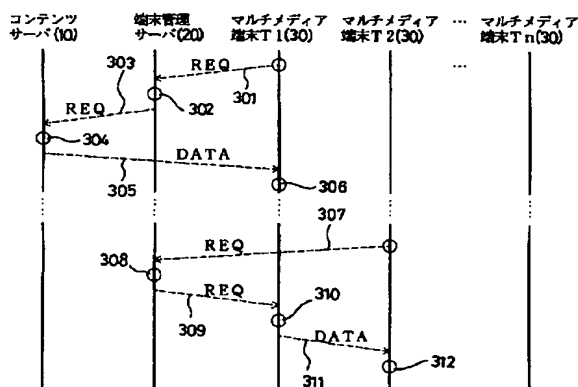 コンテンツ
サーバ(10)
端末管理
サーバ(20)
マルチメディア
端末T1(30)
マルチメディア
端末T2(30)
…
マルチメディア
端末Tn(30)
…
303
REQ
301
REQ
302
304
DATA
305
306
307
REQ
308
REQ
310
309
DATA
311
312